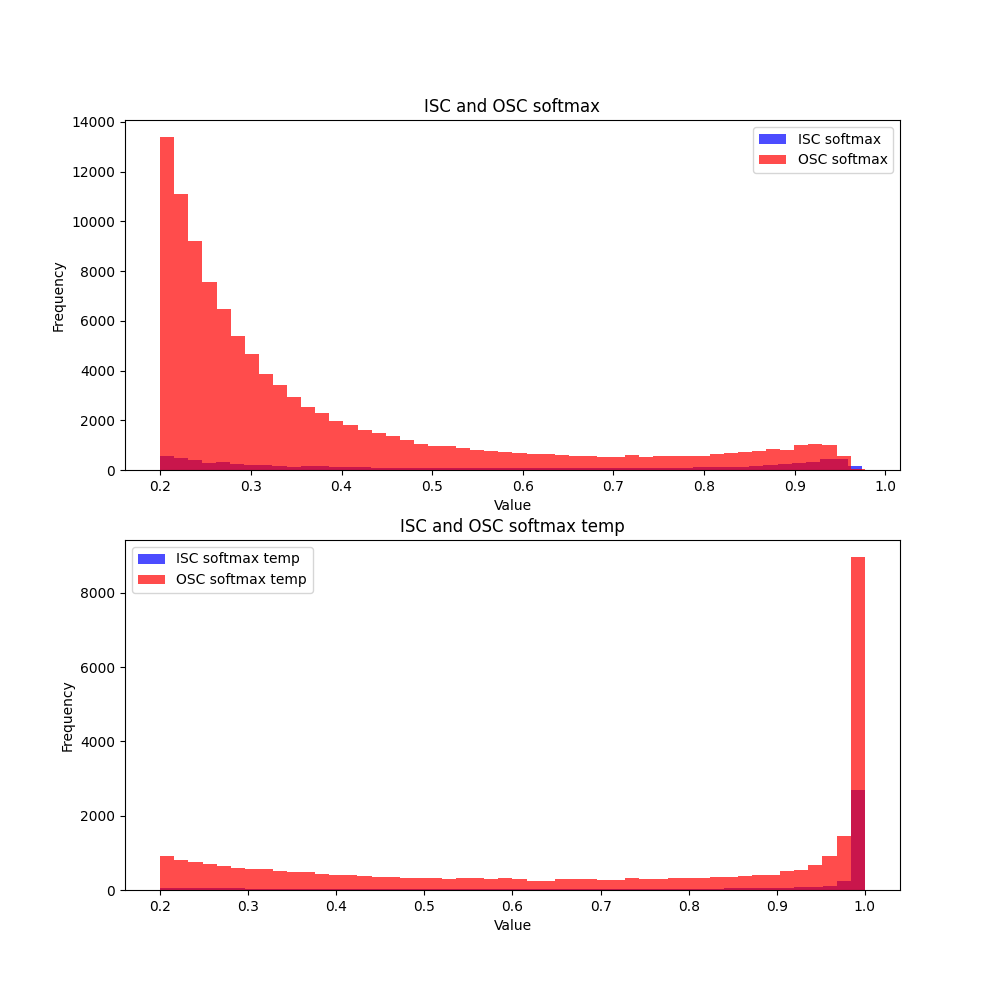 ISC and OSC softmax
14000
12000
10000
8000
6000
4000
2000
0
Frequency
ISC softmax
OSC softmax
0.2 0.3 0.4 0.5 0.6 0.7 0.8 0.9 1.0
Value
ISC and OSC softmax temp
8000
6000
4000
2000
0
Frequency
ISC softmax temp
OSC softmax temp
0.2 0.3 0.4 0.5 0.6 0.7 0.8 0.9 1.0
Value